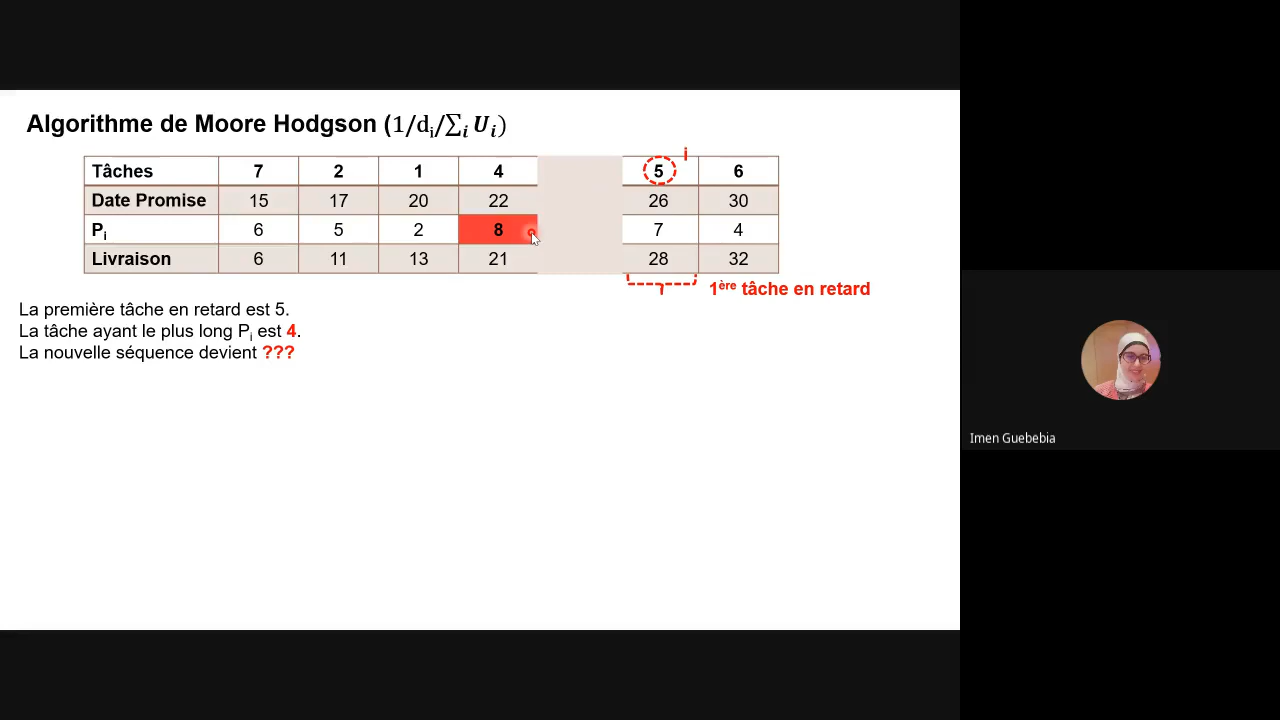 Algorithme de Moore Hodgson (1/dᵢ/∑ᵢ Uᵢ)
Tâches 7 2 1 4 5 6
i
Date Promise 15 17 20 22 26 30
Pᵢ 6 5 2 8 7 4
Livraison 6 11 13 21 28 32
1ère tâche en retard
La première tâche en retard est 5.
La tâche ayant le plus long Pᵢ est 4.
La nouvelle séquence devient ???
Imen Guebebia